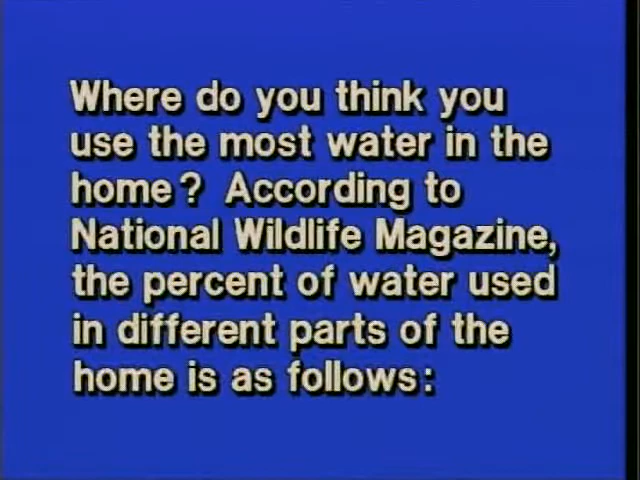 Where do you think you
use the most water in the
home? According to
National Wildlife Magazine,
the percent of water used
in different parts of the
home is as follows: